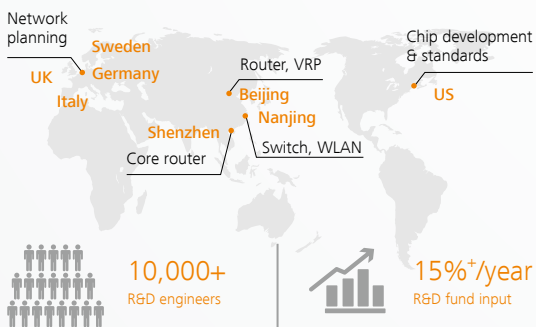 Network
planning
Sweden
UK
Germany
Italy
Router, VRP
Beijing
Nanjing
Shenzhen
Switch, WLAN
Core router
Chip development
& standards
US
10,000+
R&D engineers
15%+/year
R&D fund input